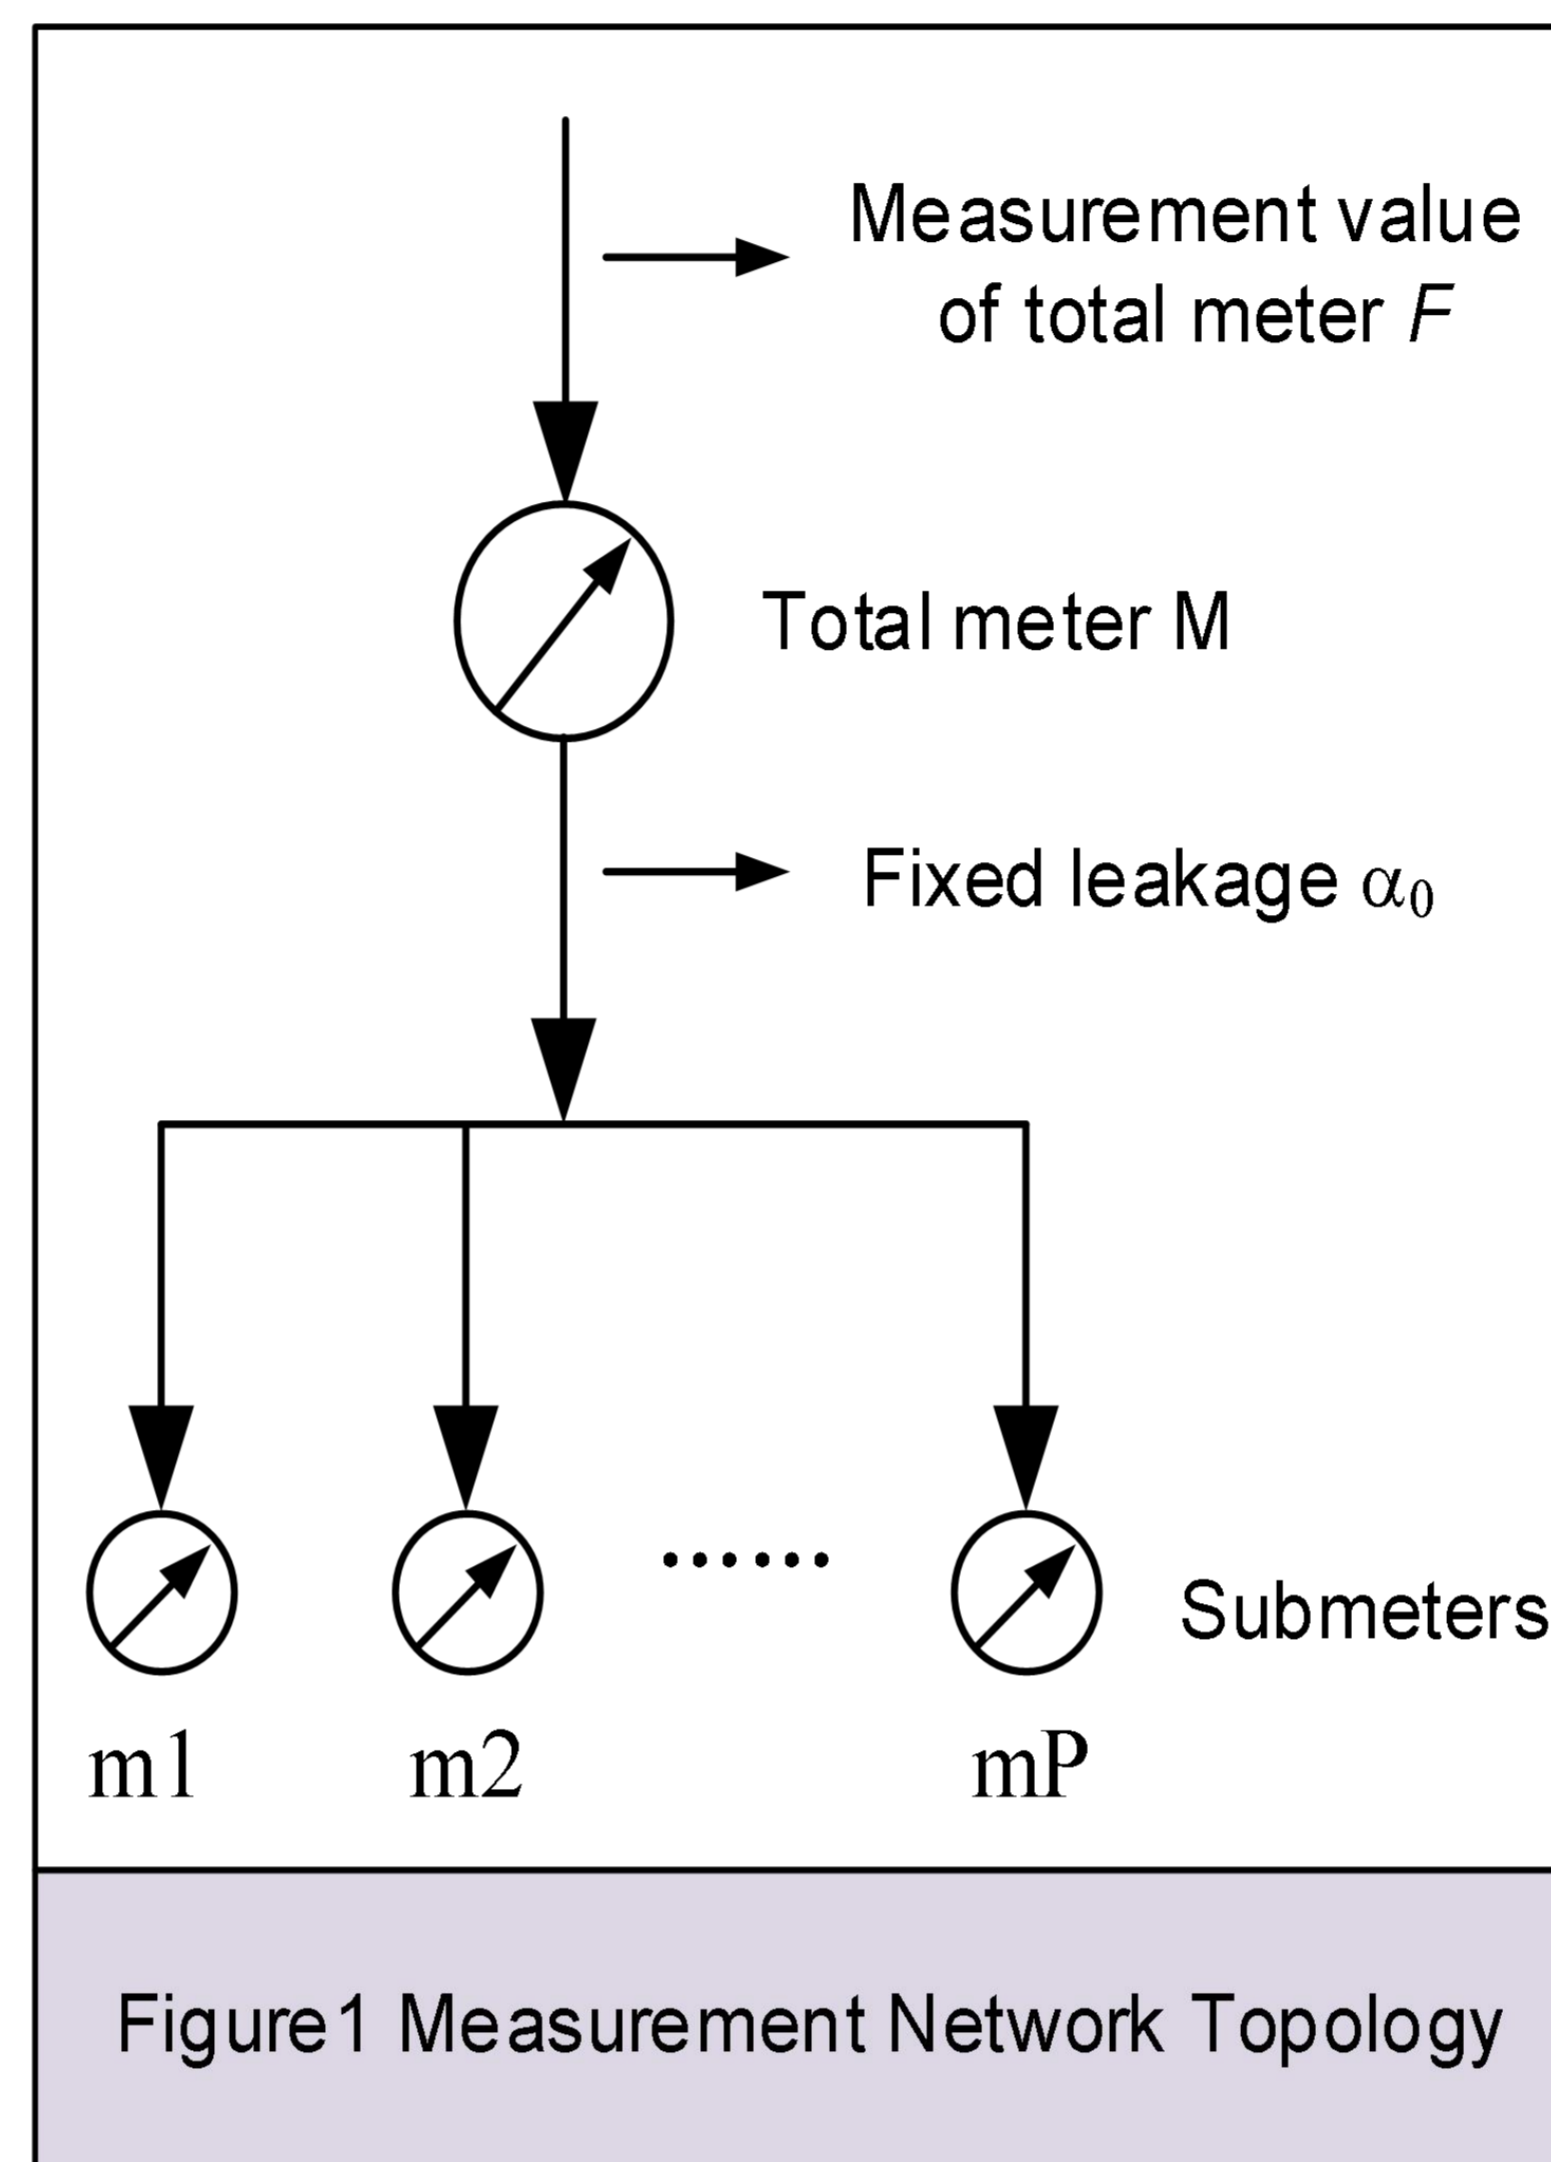 Measurement value
of total meter F
Total meter M
Fixed leakage α₀
......
Submeters
m1 m2 mP
Figure1 Measurement Network Topology